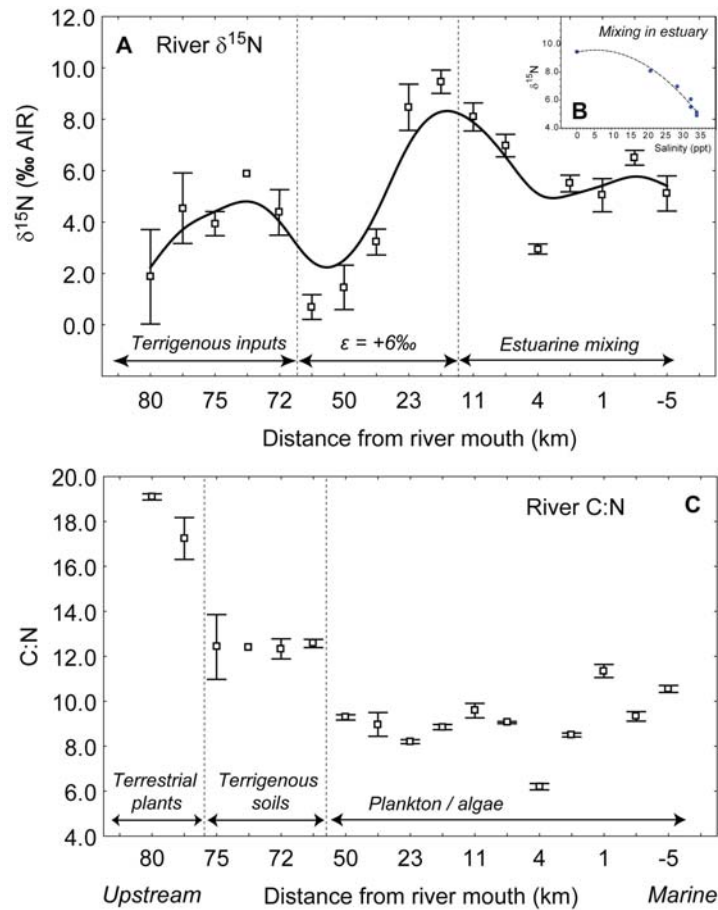 A River δ¹⁵N
δ¹⁵N (‰ AIR)
10.0
8.0
6.0
4.0
2.0
0.0
Mixing in estuary
δ¹⁵N
10.0
8.0
6.0
4.0
B
0 5 10 15 20 25 30 35 40
Salinity (ppt)
Terrigenous inputs
ε = +6‰
Estuarine mixing
80 75 72 50 23 11 4 1 -5
Distance from river mouth (km)
River C:N C
C:N
20.0
18.0
16.0
14.0
12.0
10.0
8.0
6.0
4.0
Terrestrial
plants
Terrigenous
soils
Plankton / algae
80 75 72 50 23 11 4 1 -5
Upstream Distance from river mouth (km) Marine